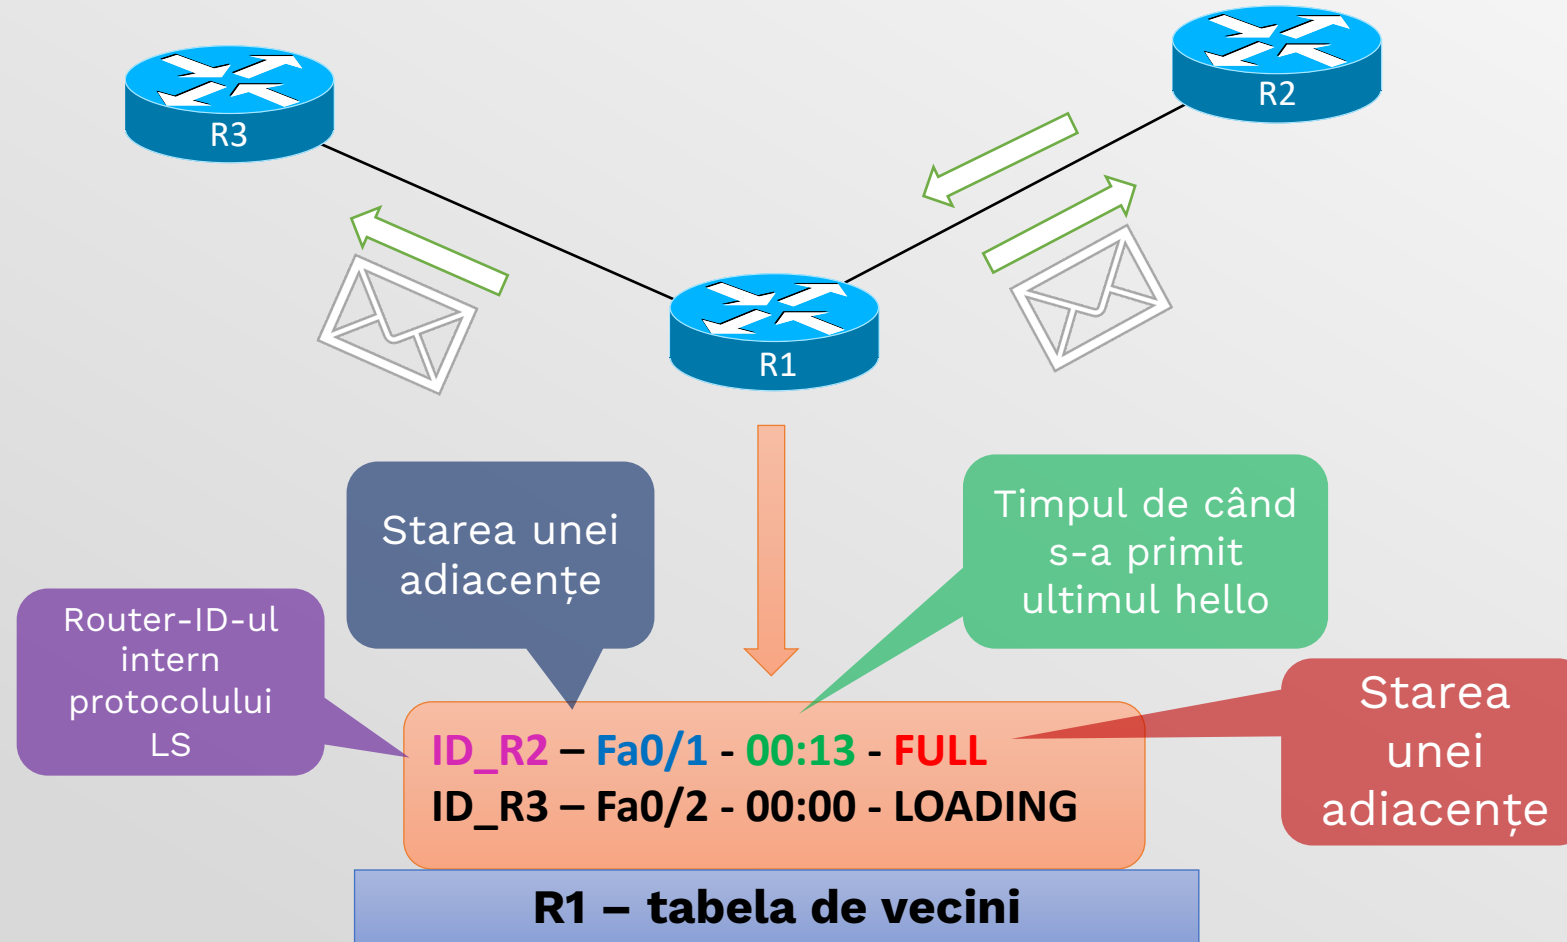 R3
R2
R1
Starea unei
adiacențe
Timpul de când
s-a primit
ultimul hello
Router-ID-ul
intern
protocolului
LS
Starea
unei
adiacențe
ID_R2 – Fa0/1 - 00:13 - FULL
ID_R3 – Fa0/2 - 00:00 - LOADING
R1 – tabela de vecini